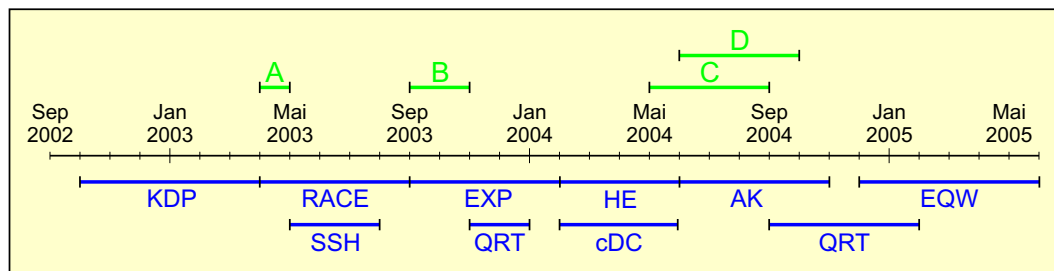 D
A B C
Sep Jan Mai Sep Jan Mai Sep Jan Mai
2002 2003 2003 2003 2004 2004 2004 2005 2005
KDP RACE EXP HE AK EQW
SSH QRT cDC QRT